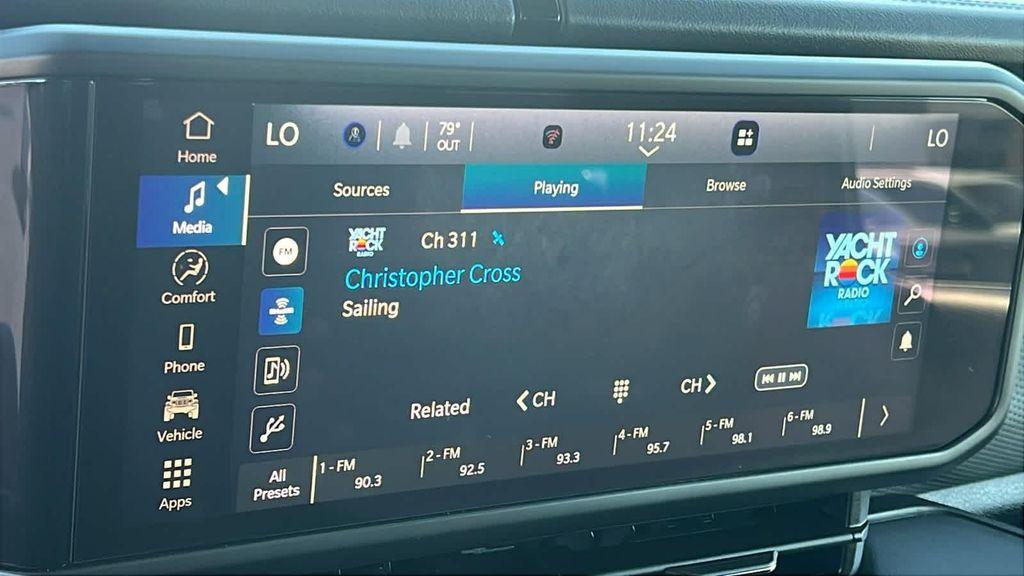 Home
LO
79°
OUT
11:24
LO
Media
Sources
Playing
Browse
Audio Settings
FM
YACHT
ROCK
RADIO
Ch 311
Christopher Cross
Sailing
YACHT
ROCK
RADIO
Comfort
Phone
Vehicle
Apps
Related
CH
CH
All
Presets
1 - FM
90.3
2 - FM
92.5
3 - FM
93.3
4 - FM
95.7
5 - FM
98.1
6 - FM
98.9